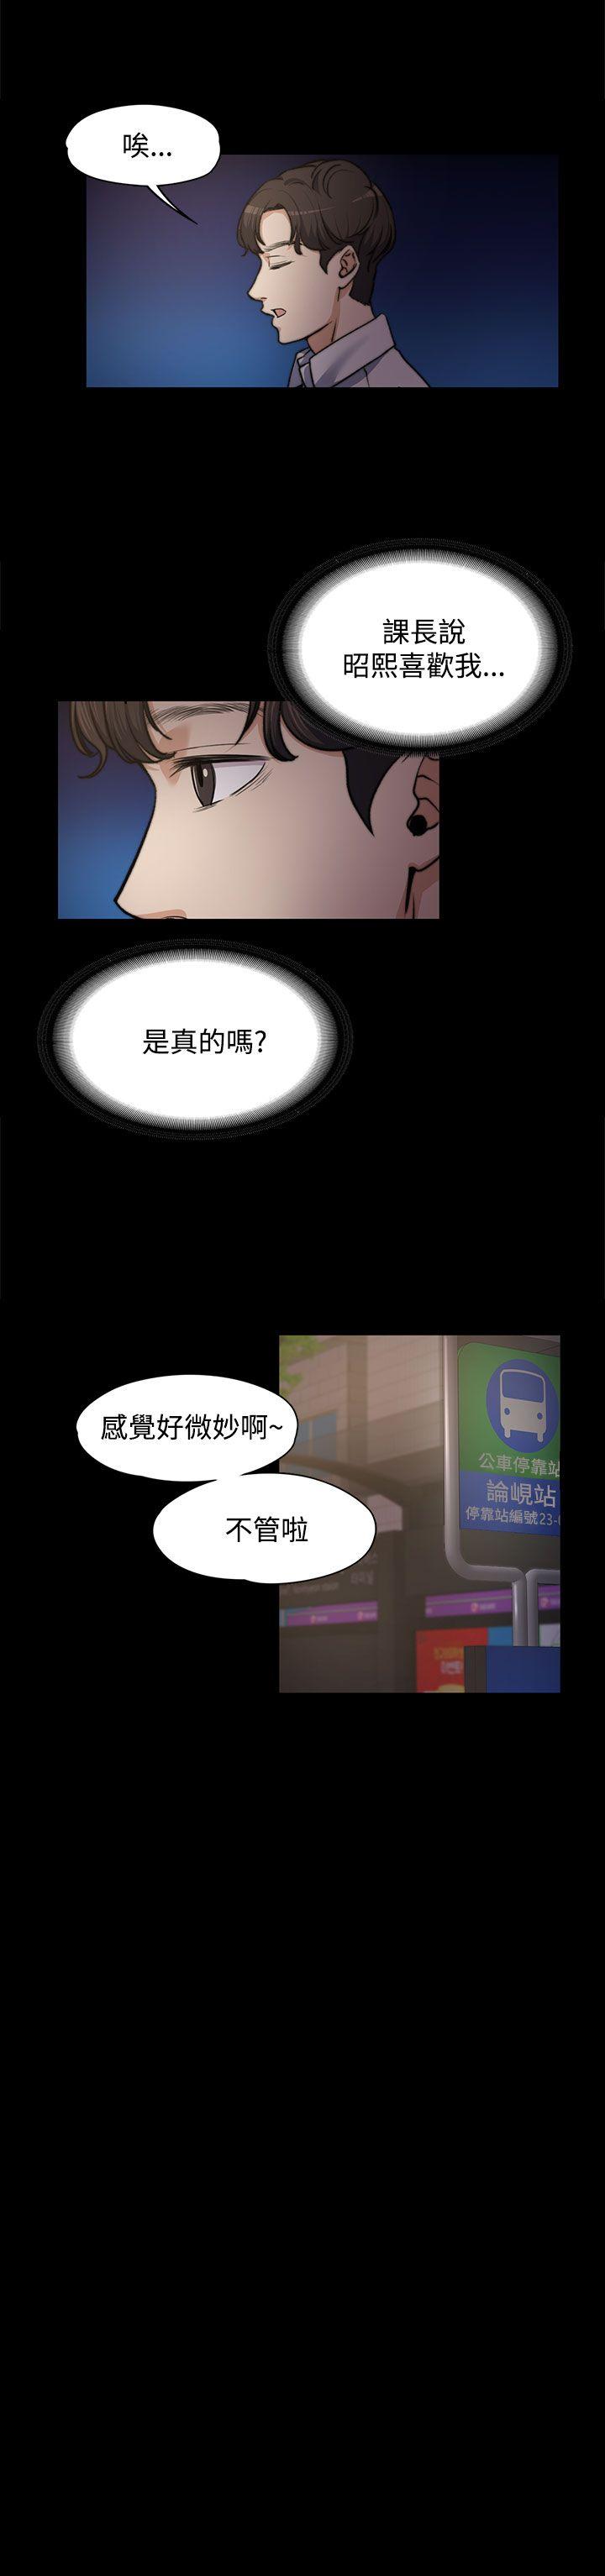 唉...
課長說
昭熙喜歡我...
是真的嗎?
感覺好微妙啊~
不管啦
公車停靠站
論峴站
停靠站編號23-